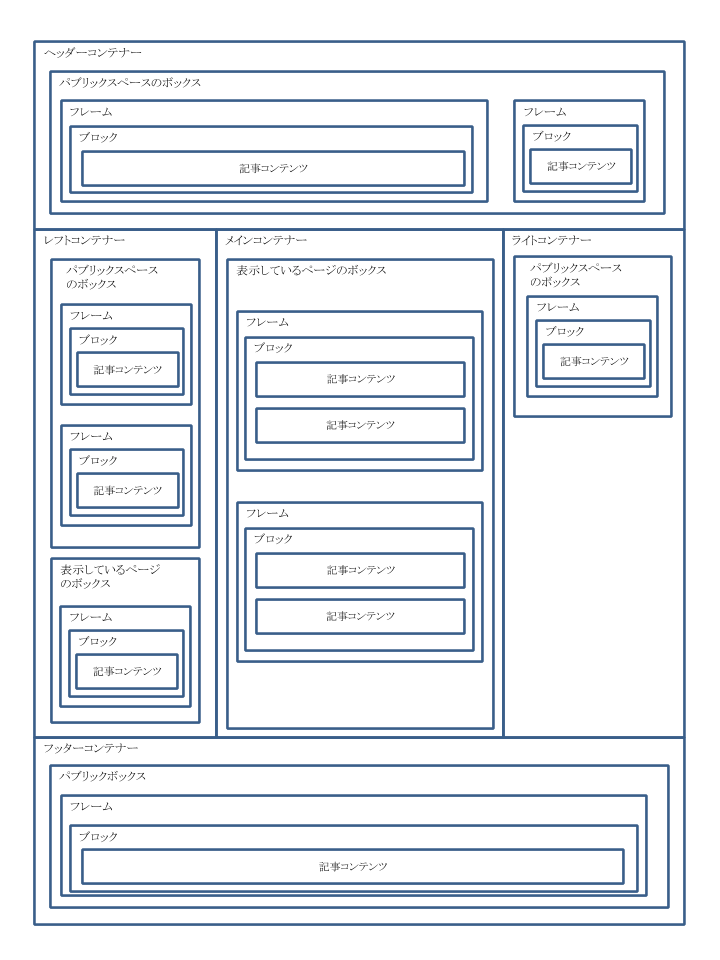 ヘッダーコンテナー
パブリックスペースのボックス
フレーム
ブロック
記事コンテンツ
フレーム
ブロック
記事コンテンツ
レフトコンテナー
パブリックスペース
のボックス
フレーム
ブロック
記事コンテンツ
フレーム
ブロック
記事コンテンツ
表示しているページ
のボックス
フレーム
ブロック
記事コンテンツ
メインコンテナー
表示しているページのボックス
フレーム
ブロック
記事コンテンツ
記事コンテンツ
フレーム
ブロック
記事コンテンツ
記事コンテンツ
ライトコンテナー
パブリックスペース
のボックス
フレーム
ブロック
記事コンテンツ
フッターコンテナー
パブリックボックス
フレーム
ブロック
記事コンテンツ